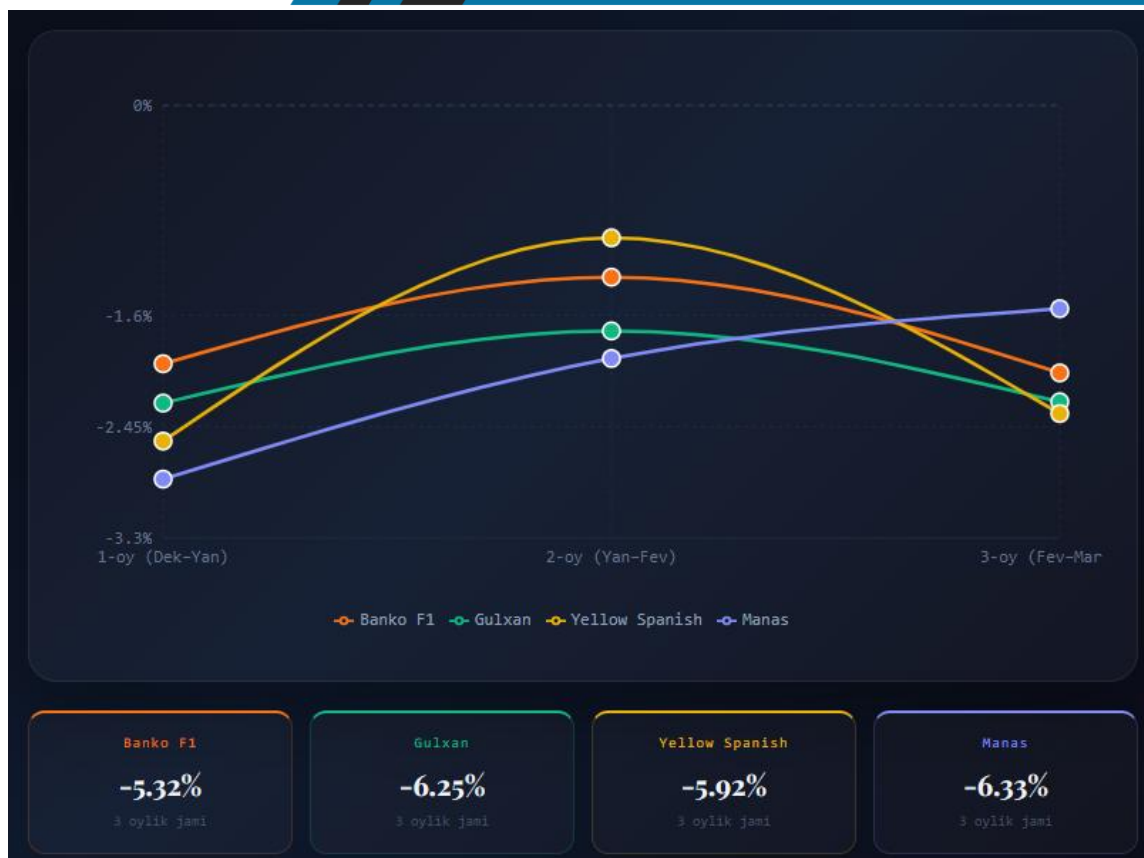 0%
-1.6%
-2.45%
-3.3%
1-oy (Dek–Yan) 2-oy (Yan–Fev) 3-oy (Fev–Mar
Banko F1 Gulxan Yellow Spanish Manas
Banko F1
-5.32%
3 oylik jami
Gulxan
-6.25%
3 oylik jami
Yellow Spanish
-5.92%
3 oylik jami
Manas
-6.33%
3 oylik jami